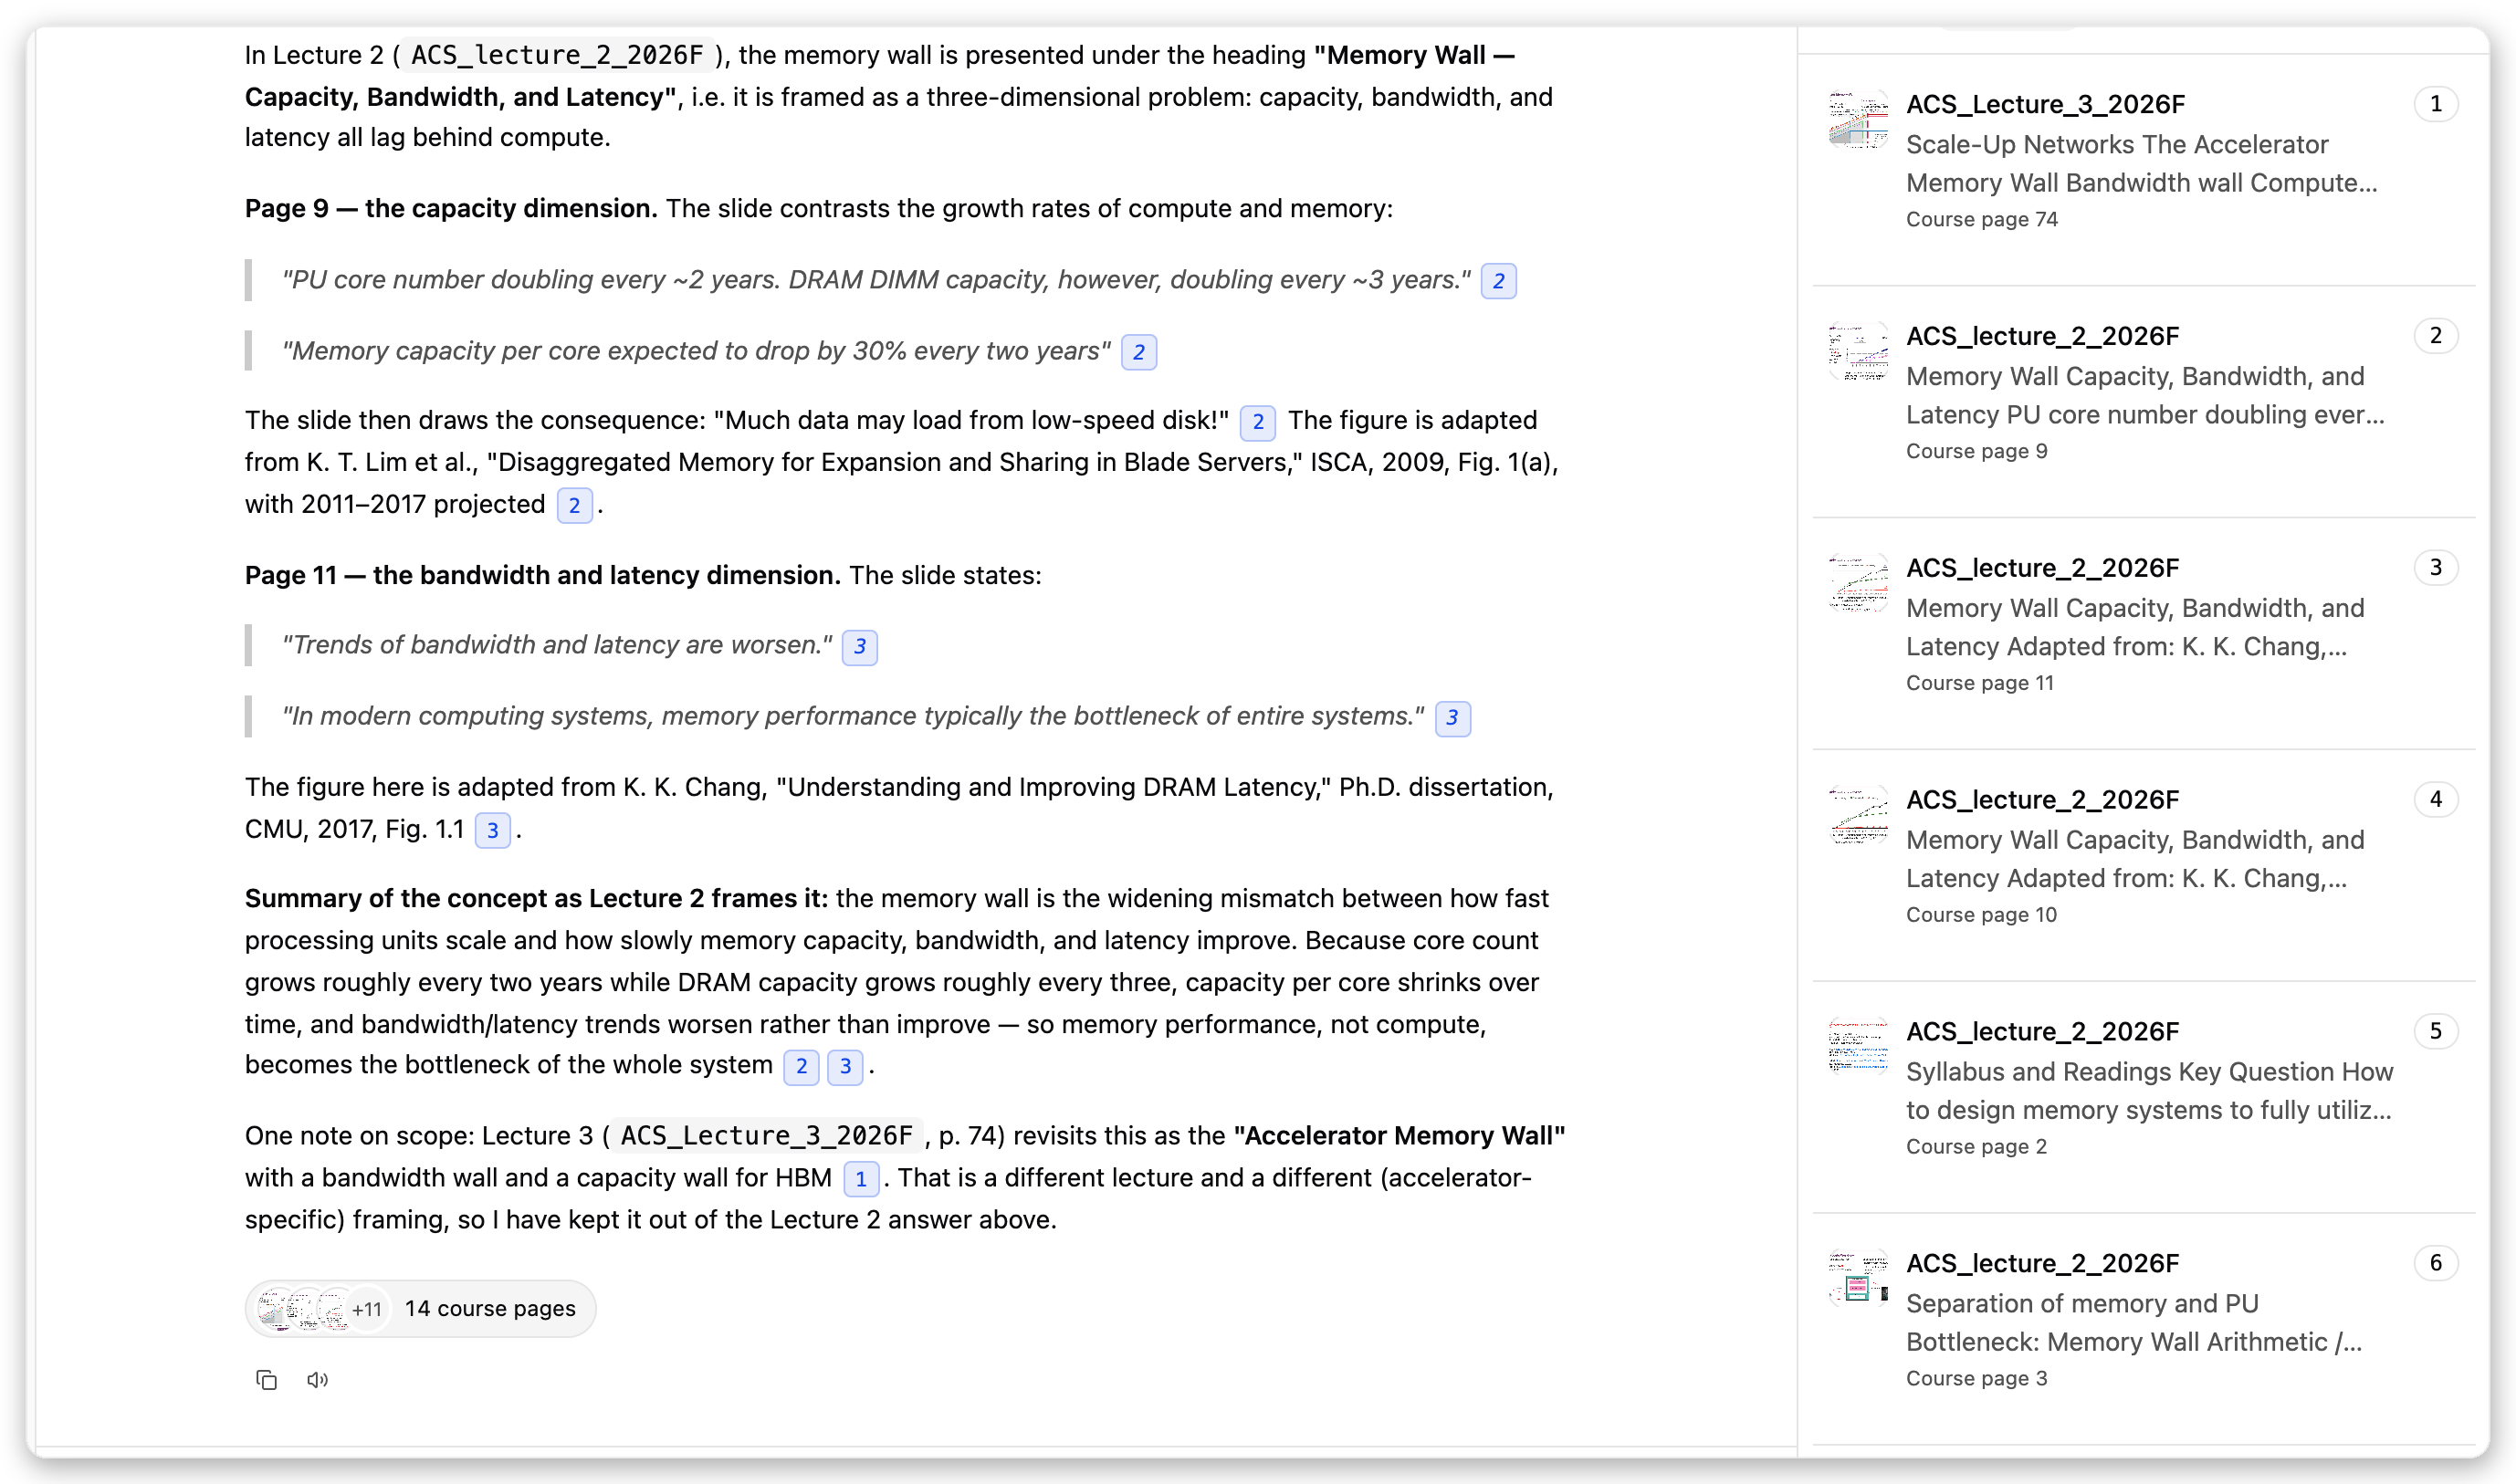 In Lecture 2 ( ACS_lecture_2_2026F ), the memory wall is presented under the heading "Memory Wall —
Capacity, Bandwidth, and Latency", i.e. it is framed as a three-dimensional problem: capacity, bandwidth, and
latency all lag behind compute.
Page 9 — the capacity dimension. The slide contrasts the growth rates of compute and memory:
"PU core number doubling every ~2 years. DRAM DIMM capacity, however, doubling every ~3 years." 2
"Memory capacity per core expected to drop by 30% every two years" 2
The slide then draws the consequence: "Much data may load from low-speed disk!" 2 The figure is adapted
from K. T. Lim et al., "Disaggregated Memory for Expansion and Sharing in Blade Servers," ISCA, 2009, Fig. 1(a),
with 2011–2017 projected 2 .
Page 11 — the bandwidth and latency dimension. The slide states:
"Trends of bandwidth and latency are worsen." 3
"In modern computing systems, memory performance typically the bottleneck of entire systems." 3
The figure here is adapted from K. K. Chang, "Understanding and Improving DRAM Latency," Ph.D. dissertation,
CMU, 2017, Fig. 1.1 3 .
Summary of the concept as Lecture 2 frames it: the memory wall is the widening mismatch between how fast
processing units scale and how slowly memory capacity, bandwidth, and latency improve. Because core count
grows roughly every two years while DRAM capacity grows roughly every three, capacity per core shrinks over
time, and bandwidth/latency trends worsen rather than improve — so memory performance, not compute,
becomes the bottleneck of the whole system 2 3 .
One note on scope: Lecture 3 ( ACS_Lecture_3_2026F , p. 74) revisits this as the "Accelerator Memory Wall"
with a bandwidth wall and a capacity wall for HBM 1 . That is a different lecture and a different (accelerator-
specific) framing, so I have kept it out of the Lecture 2 answer above.
+11 14 course pages
ACS_Lecture_3_2026F 1
Scale-Up Networks The Accelerator
Memory Wall Bandwidth wall Compute...
Course page 74
ACS_lecture_2_2026F 2
Memory Wall Capacity, Bandwidth, and
Latency PU core number doubling ever...
Course page 9
ACS_lecture_2_2026F 3
Memory Wall Capacity, Bandwidth, and
Latency Adapted from: K. K. Chang,...
Course page 11
ACS_lecture_2_2026F 4
Memory Wall Capacity, Bandwidth, and
Latency Adapted from: K. K. Chang,...
Course page 10
ACS_lecture_2_2026F 5
Syllabus and Readings Key Question How
to design memory systems to fully utiliz...
Course page 2
ACS_lecture_2_2026F 6
Separation of memory and PU
Bottleneck: Memory Wall Arithmetic /...
Course page 3